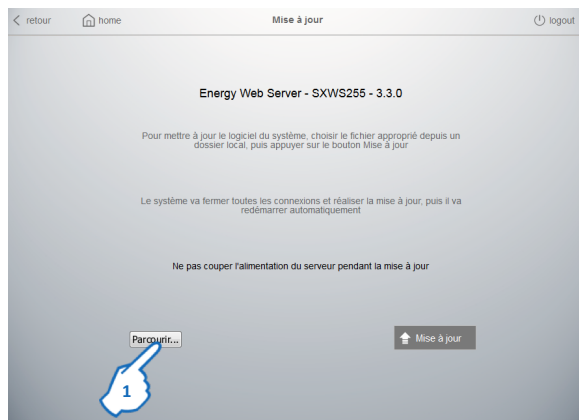 retour home Mise à jour logout
Energy Web Server - SXWS255 - 3.3.0
Pour mettre à jour le logiciel du système, choisir le fichier approprié depuis un
dossier local, puis appuyer sur le bouton Mise à jour
Le système va fermer toutes les connexions et réaliser la mise à jour, puis il va
redémarrer automatiquement
Ne pas couper l'alimentation du serveur pendant la mise à jour
Parcourir... Mise à jour
1